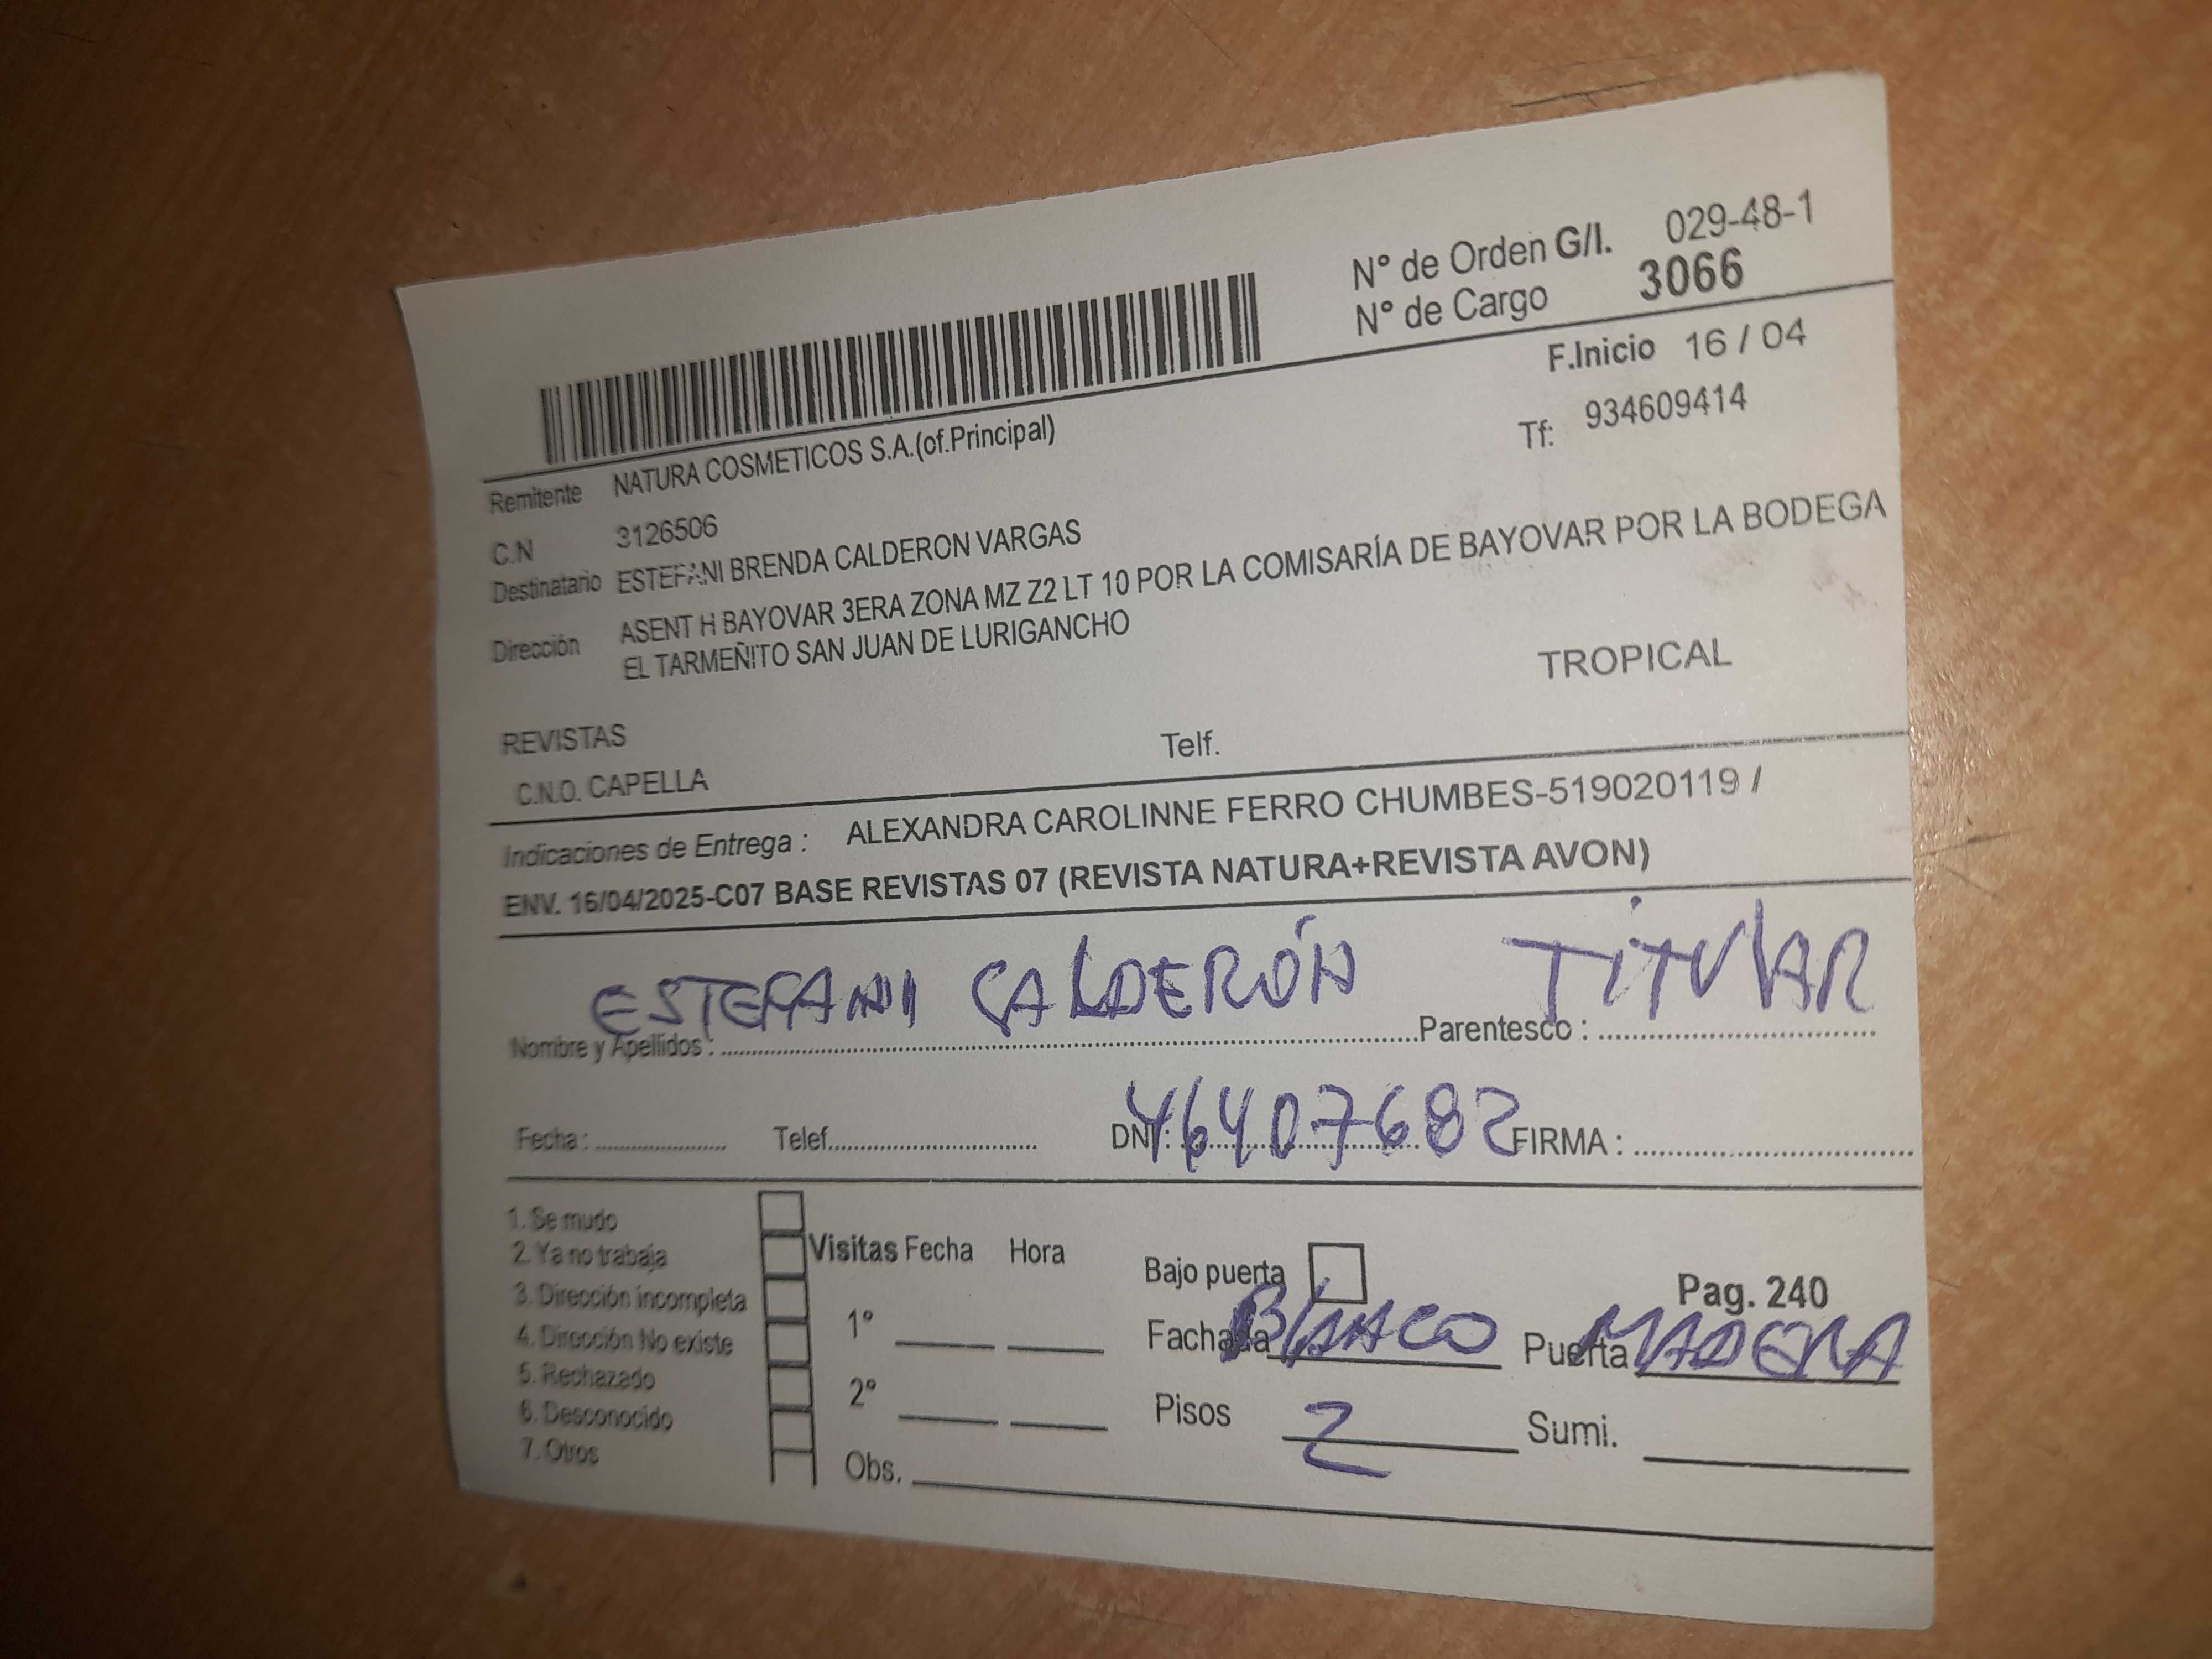 N° de Orden G/I. 029-48-1
N° de Cargo 3066
F.Inicio 16 / 04
Remitente NATURA COSMETICOS S.A.(of.Principal)
Tf: 934609414
C.N 3126506
Destinatario ESTEFANI BRENDA CALDERON VARGAS
Dirección ASENT H BAYOVAR 3ERA ZONA MZ Z2 LT 10 POR LA COMISARÍA DE BAYOVAR POR LA BODEGA
EL TARMEÑITO SAN JUAN DE LURIGANCHO
TROPICAL
REVISTAS
C.N.O. CAPELLA Telf.
Indicaciones de Entrega : ALEXANDRA CAROLINNE FERRO CHUMBES-519020119 /
ENV. 16/04/2025-C07 BASE REVISTAS 07 (REVISTA NATURA+REVISTA AVON)
Nombre y Apellidos : ESTEFANI CALDERÓN Parentesco : TITULAR
Fecha : Telef. DNI : 46407682 FIRMA :
1. Se mudo
2. Ya no trabaja
3. Dirección incompleta
4. Dirección No existe
5. Rechazado
6. Desconocido
7. Otros
Visitas Fecha Hora
1°
2°
Obs.
Bajo puerta
Pag. 240
Fachada BLANCO Puerta MADERA
Pisos 2 Sumi.